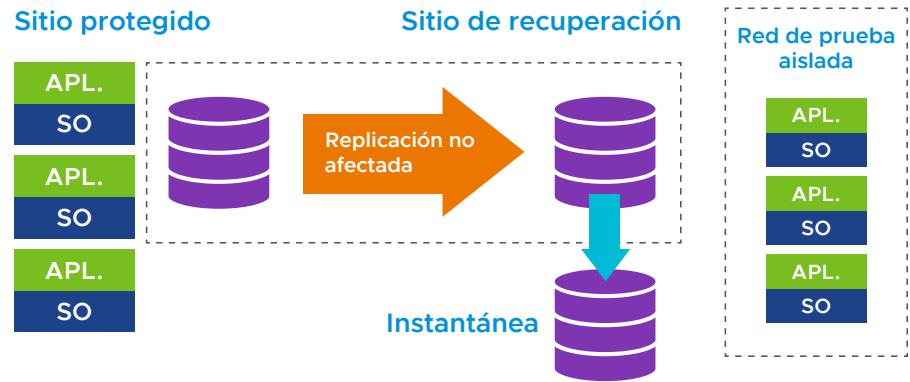 Sitio protegido
Sitio de recuperación
Red de prueba
aislada
APL.
SO
APL.
SO
APL.
SO
Replicación no
afectada
Instantánea
APL.
SO
APL.
SO
APL.
SO